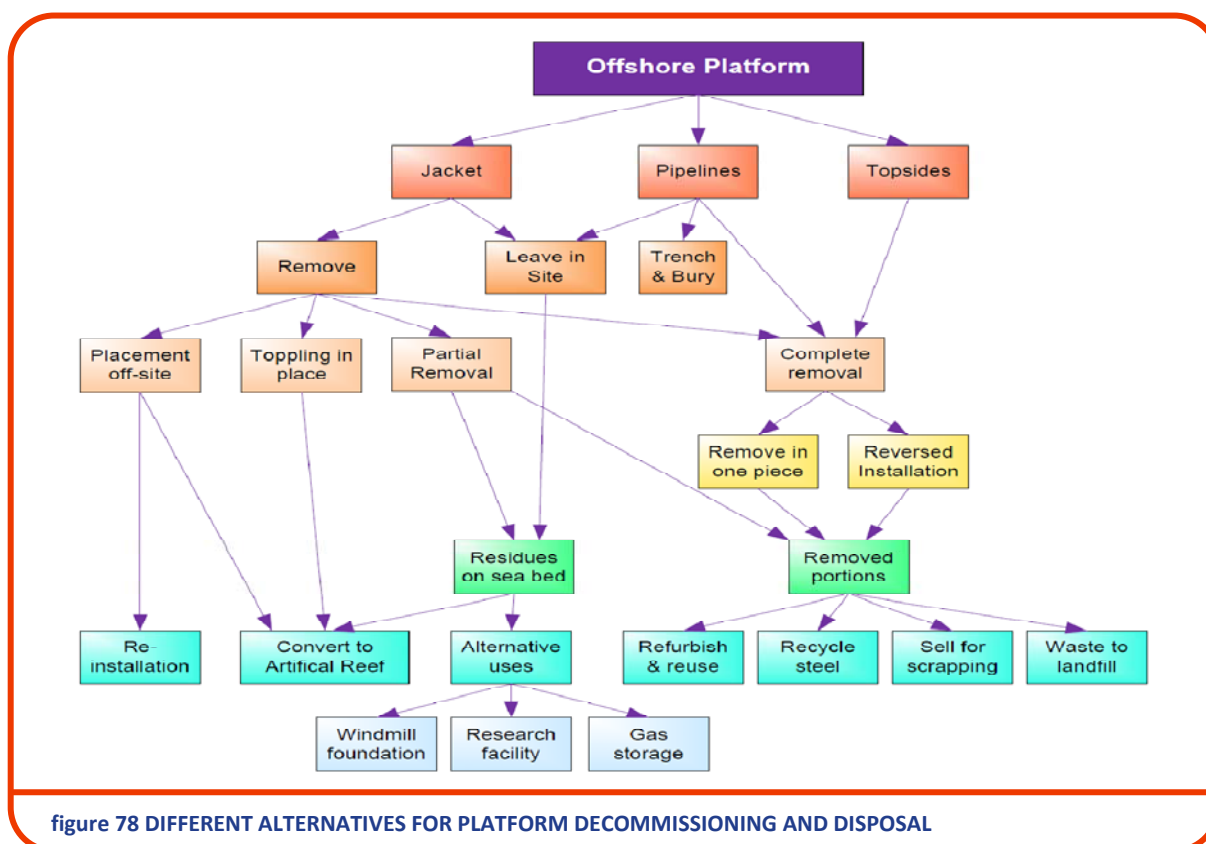 Offshore Platform
Jacket
Pipelines
Topsides
Remove
Leave in
Site
Trench
& Bury
Placement
off-site
Toppling in
place
Partial
Removal
Complete
removal
Remove in
one piece
Reversed
Installation
Residues
on sea bed
Removed
portions
Re-
installation
Convert to
Artifical Reef
Alternative
uses
Refurbish
& reuse
Recycle
steel
Sell for
scrapping
Waste to
landfill
Windmill
foundation
Research
facility
Gas
storage
figure 78 DIFFERENT ALTERNATIVES FOR PLATFORM DECOMMISSIONING AND DISPOSAL